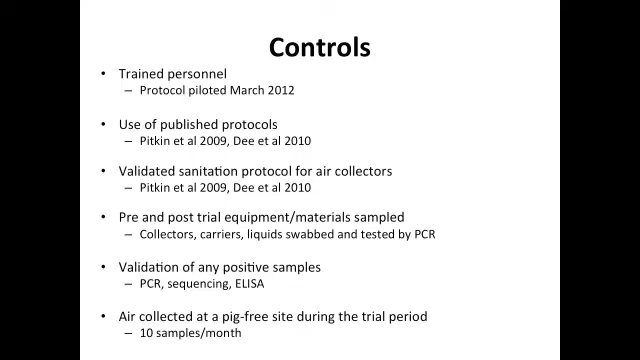 Controls
• Trained personnel
– Protocol piloted March 2012
• Use of published protocols
– Pitkin et al 2009, Dee et al 2010
• Validated sanitation protocol for air collectors
– Pitkin et al 2009, Dee et al 2010
• Pre and post trial equipment/materials sampled
– Collectors, carriers, liquids swabbed and tested by PCR
• Validation of any positive samples
– PCR, sequencing, ELISA
• Air collected at a pig-free site during the trial period
– 10 samples/month